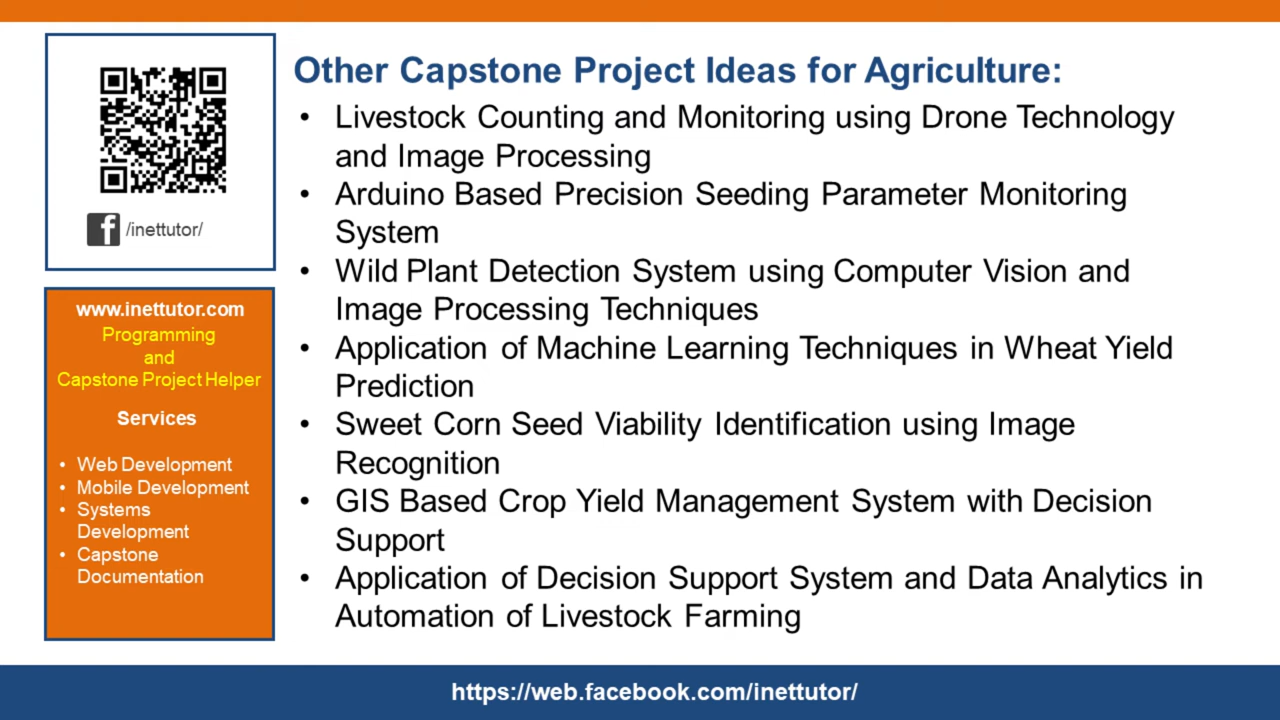 /inettutor/
www.inettutor.com
Programming
and
Capstone Project Helper
Services
• Web Development
• Mobile Development
• Systems
Development
• Capstone
Documentation
Other Capstone Project Ideas for Agriculture:
• Livestock Counting and Monitoring using Drone Technology
and Image Processing
• Arduino Based Precision Seeding Parameter Monitoring
System
• Wild Plant Detection System using Computer Vision and
Image Processing Techniques
• Application of Machine Learning Techniques in Wheat Yield
Prediction
• Sweet Corn Seed Viability Identification using Image
Recognition
• GIS Based Crop Yield Management System with Decision
Support
• Application of Decision Support System and Data Analytics in
Automation of Livestock Farming
https://web.facebook.com/inettutor/